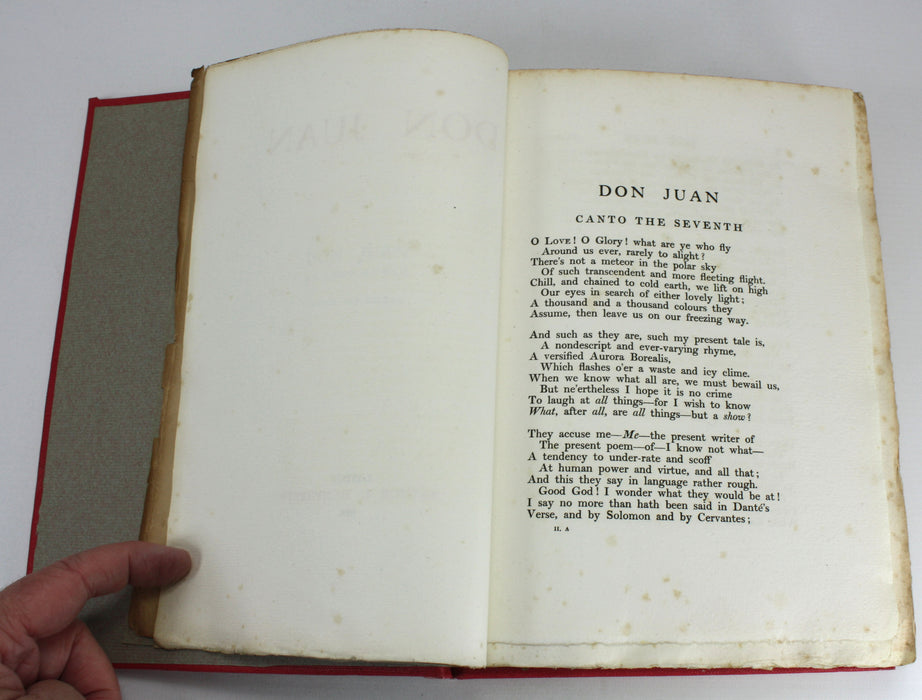 DON JUAN
CANTO THE SEVENTH
O LOVE! O Glory! what are ye who fly
Around us ever, rarely to alight?
There's not a meteor in the polar sky
Of such transcendent and more fleeting flight.
Chill, and chained to cold earth, we lift on high
Our eyes in search of either lovely light;
A thousand and a thousand colours they
Assume, then leave us on our freezing way.
And such as they are, such my present tale is,
A nondescript and ever-varying rhyme,
A versified Aurora Borealis,
Which flashes o'er a waste and icy clime.
When we know what all are, we must bewail us,
But ne'ertheless I hope it is no crime
To laugh at all things—for I wish to know
What, after all, are all things—but a show?
They accuse me—Me—the present writer of
The present poem—of—I know not what—
A tendency to under-rate and scoff
At human power and virtue, and all that;
And this they say in language rather rough.
Good God! I wonder what they would be at!
I say no more than hath been said in Danté's
Verse, and by Solomon and by Cervantes;
II. A
DON JUAN